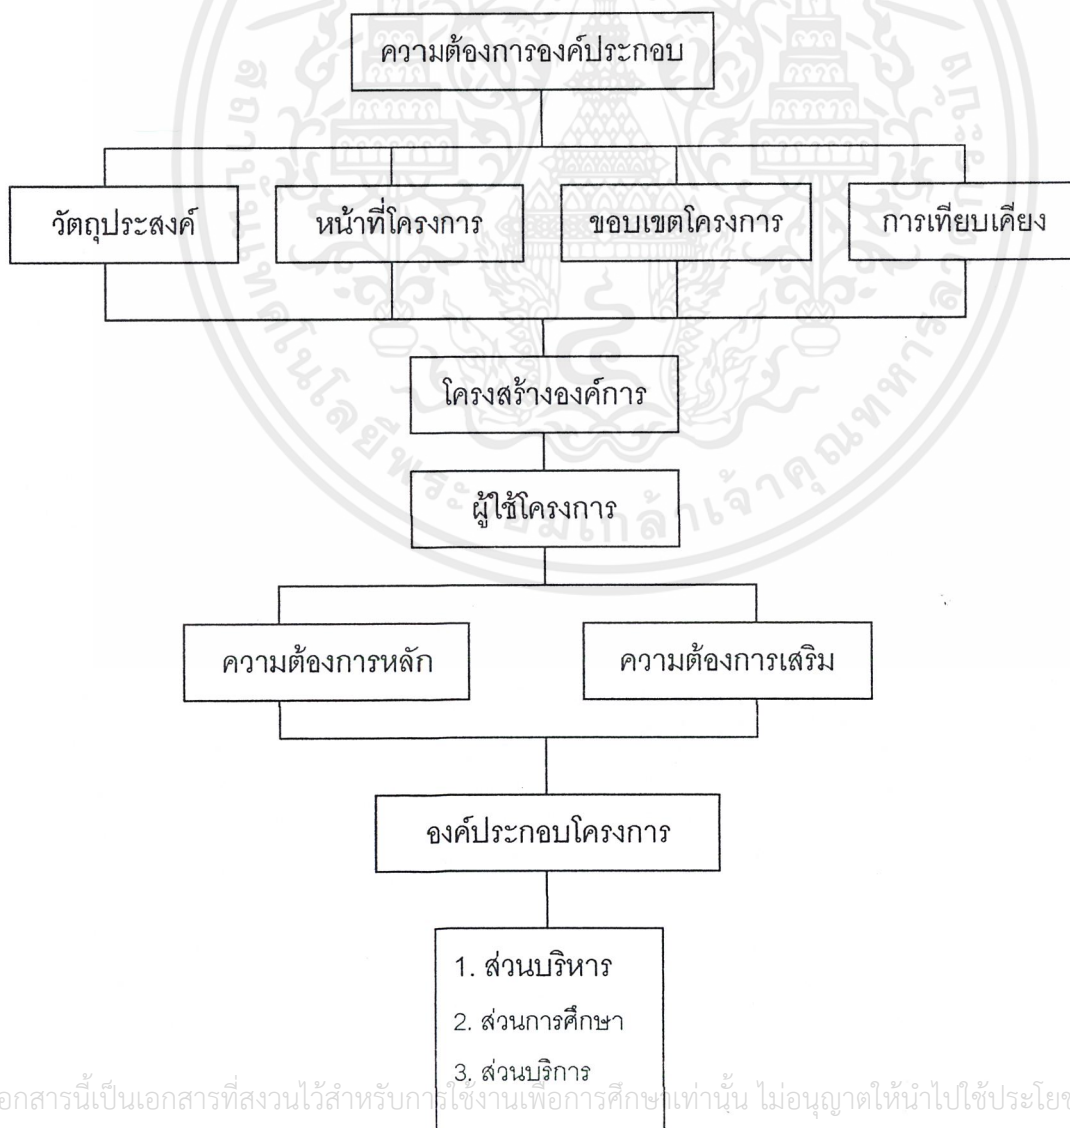 ความต้องการองค์ประกอบ
วัตถุประสงค์
หน้าที่โครงการ
ขอบเขตโครงการ
การเทียบเคียง
โครงสร้างองค์การ
ผู้ใช้โครงการ
ความต้องการหลัก
ความต้องการเสริม
องค์ประกอบโครงการ
1. ส่วนบริหาร
2. ส่วนการศึกษา
3. ส่วนบริการ
อกสารนี้เป็นเอกสารที่สงวนไว้สำหรับการใช้งานเพื่อการศึกษาเท่านั้น ไม่อนุญาตให้นำไปใช้ประโยช